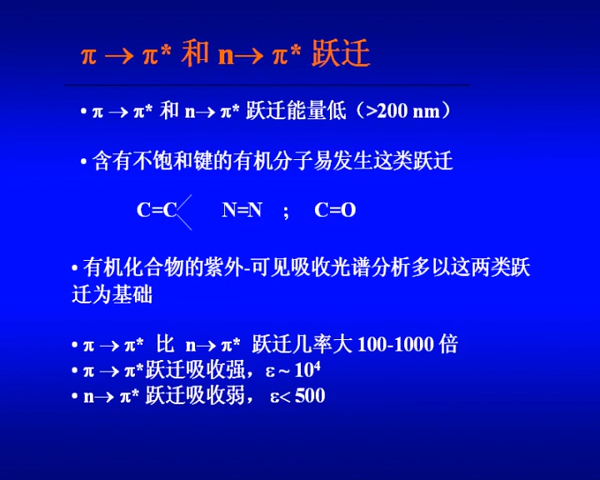 π → π* 和 n→ π* 跃迁
• π → π* 和 n→ π* 跃迁能量低（>200 nm）
• 含有不饱和键的有机分子易发生这类跃迁
C=C N=N ； C=O
• 有机化合物的紫外-可见吸收光谱分析多以这两类跃
迁为基础
• π → π* 比 n→ π* 跃迁几率大 100-1000 倍
• π → π*跃迁吸收强，ε ~ 10⁴
• n→ π* 跃迁吸收弱， ε< 500